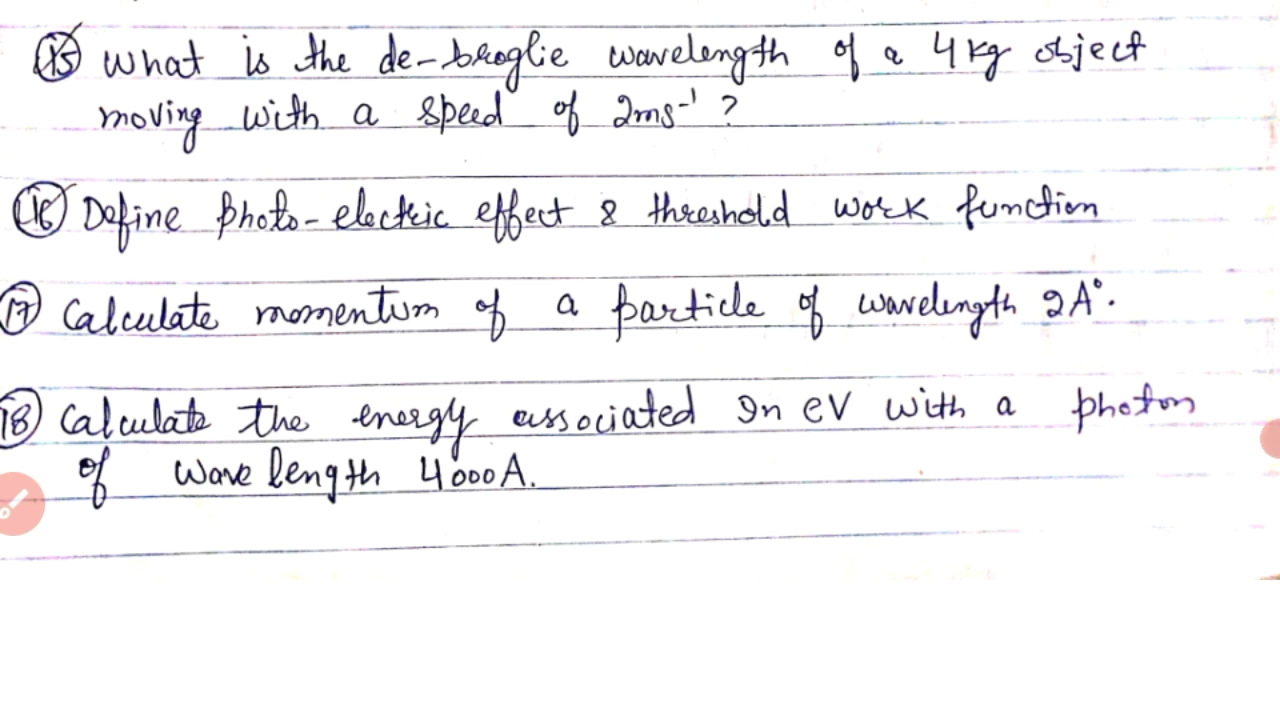 15 What is the de-broglie wavelength of a 4 kg object
moving with a speed of 2ms⁻¹ ?
16 Define photo-electric effect & threshold work function
17 Calculate momentum of a particle of wavelength 2A°.
18 Calculate the energy associated In eV with a photon
of wave length 4000A.